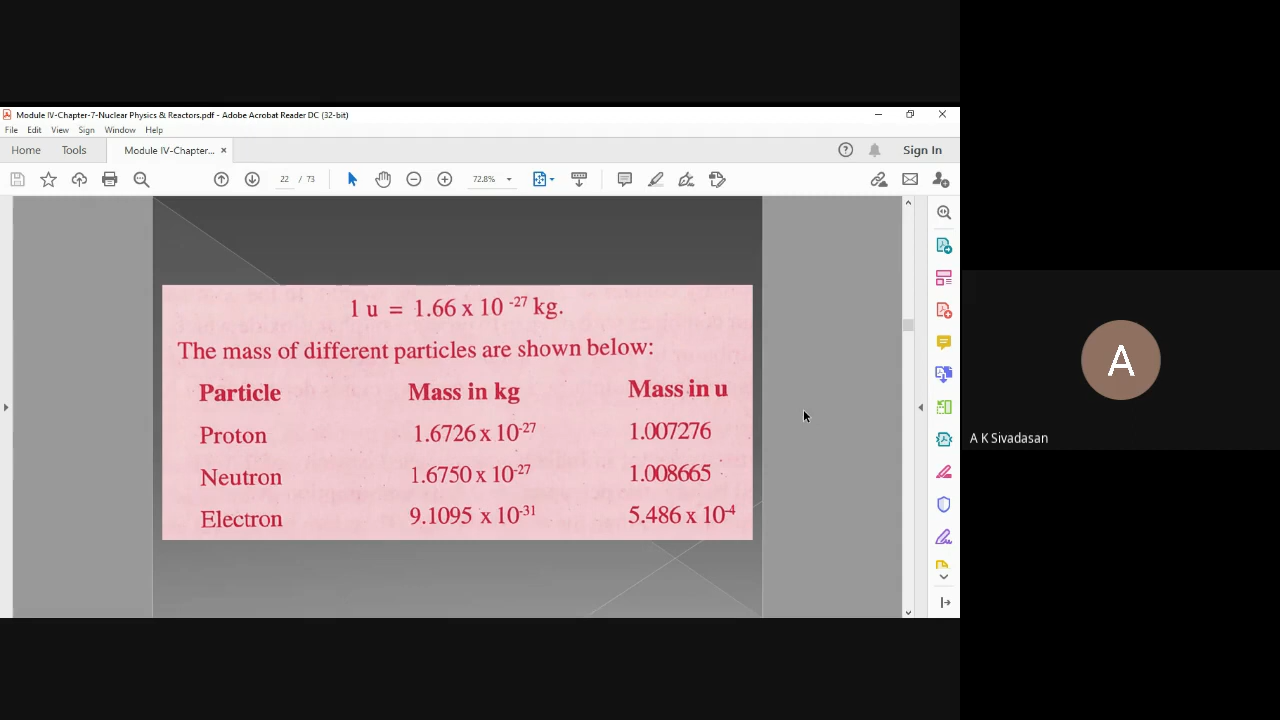 Module IV-Chapter-7-Nuclear Physics & Reactors.pdf - Adobe Acrobat Reader DC (32-bit)
File Edit View Sign Window Help
Home Tools Module IV-Chapter... × Sign In
22 / 73 72.8%
1 u = 1.66 x 10⁻²⁷ kg.
The mass of different particles are shown below:
Particle Mass in kg Mass in u
Proton 1.6726 x 10⁻²⁷ 1.007276
Neutron 1.6750 x 10⁻²⁷ 1.008665
Electron 9.1095 x 10⁻³¹ 5.486 x 10⁻⁴
A
A K Sivadasan